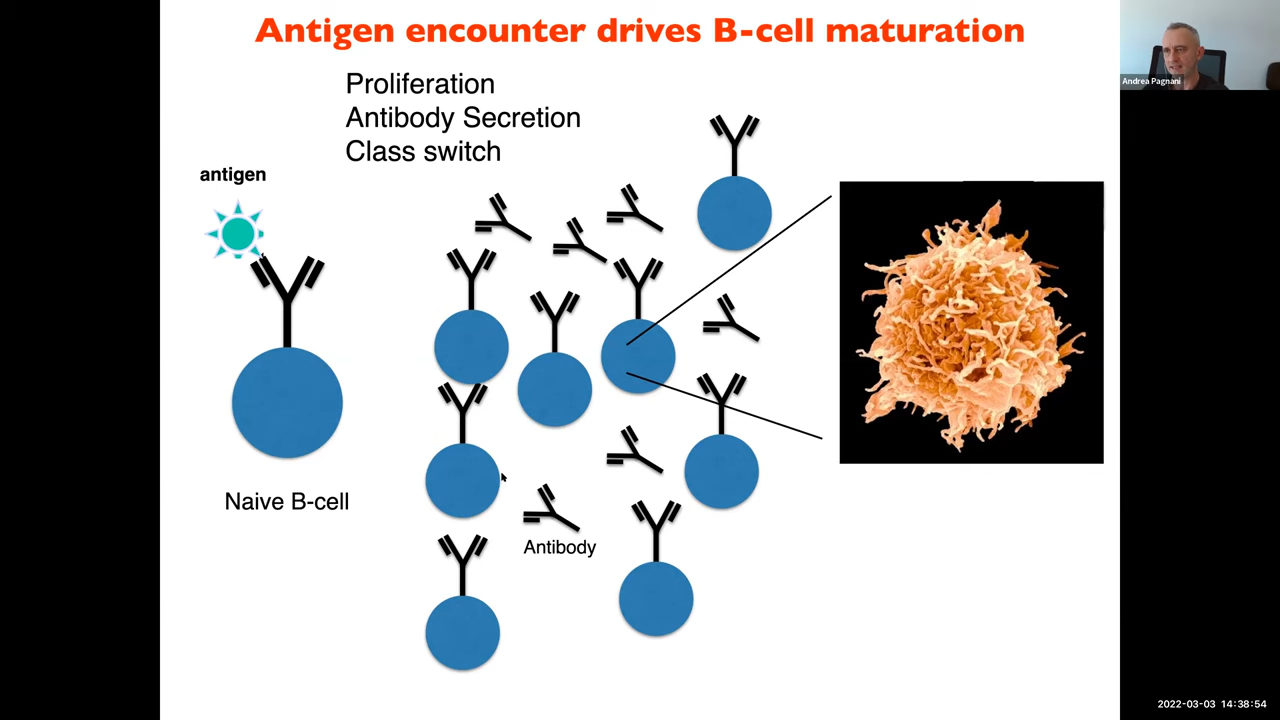 Antigen encounter drives B-cell maturation
Proliferation
Antibody Secretion
Class switch
antigen
Naive B-cell
Antibody
Andrea Pagnani
2022-03-03 14:38:54